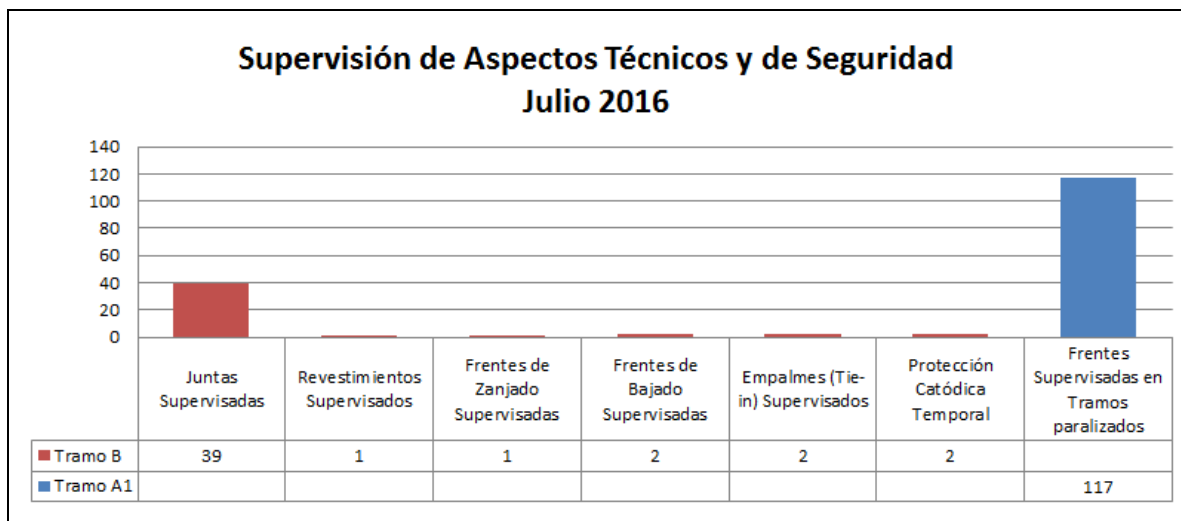 Supervisión de Aspectos Técnicos y de Seguridad
Julio 2016
140
120
100
80
60
40
20
0
Juntas
Supervisadas
Revestimientos
Supervisados
Frentes de
Zanjado
Supervisadas
Frentes de
Bajado
Supervisadas
Empalmes (Tie-
in) Supervisados
Protección
Catódica
Temporal
Frentes
Supervisadas en
Tramos
paralizados
Tramo B 39 1 1 2 2 2
Tramo A1 117